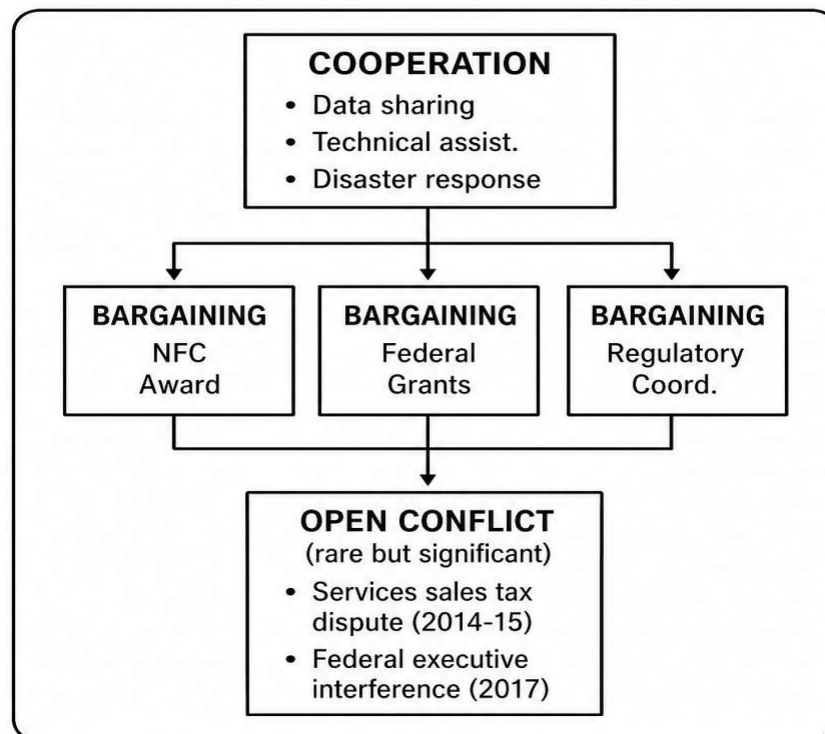 COOPERATION
• Data sharing
• Technical assist.
• Disaster response
BARGAINING
NFC
Award
BARGAINING
Federal
Grants
BARGAINING
Regulatory
Coord.
OPEN CONFLICT
(rare but significant)
• Services sales tax
dispute (2014-15)
• Federal executive
interference (2017)